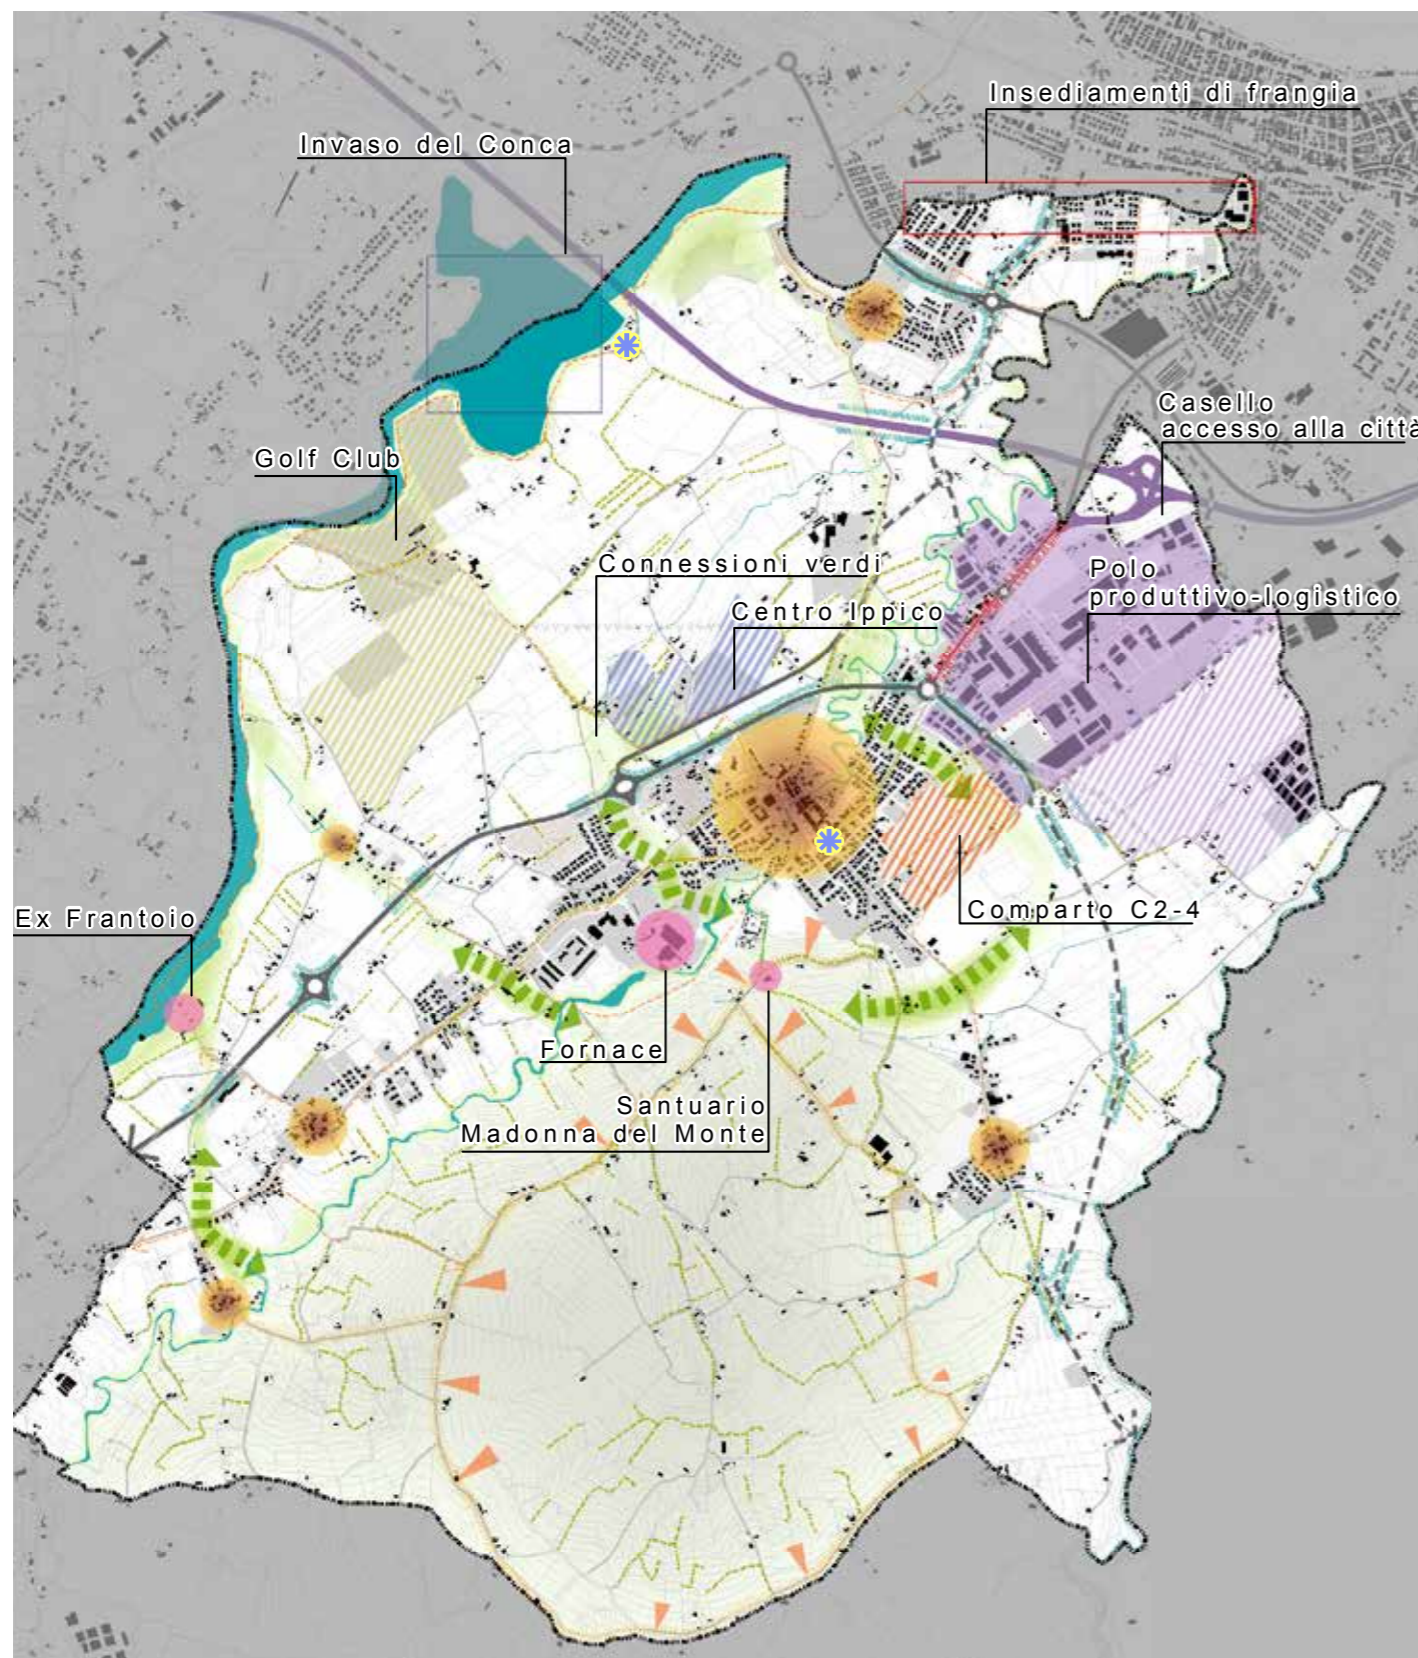 Insediamenti di frangia
Invaso del Conca
Casello
accesso alla città
Golf Club
Connessioni verdi
Polo
produttivo-logistico
Centro Ippico
Comparto C2-4
Ex Frantoio
Fornace
Santuario
Madonna del Monte